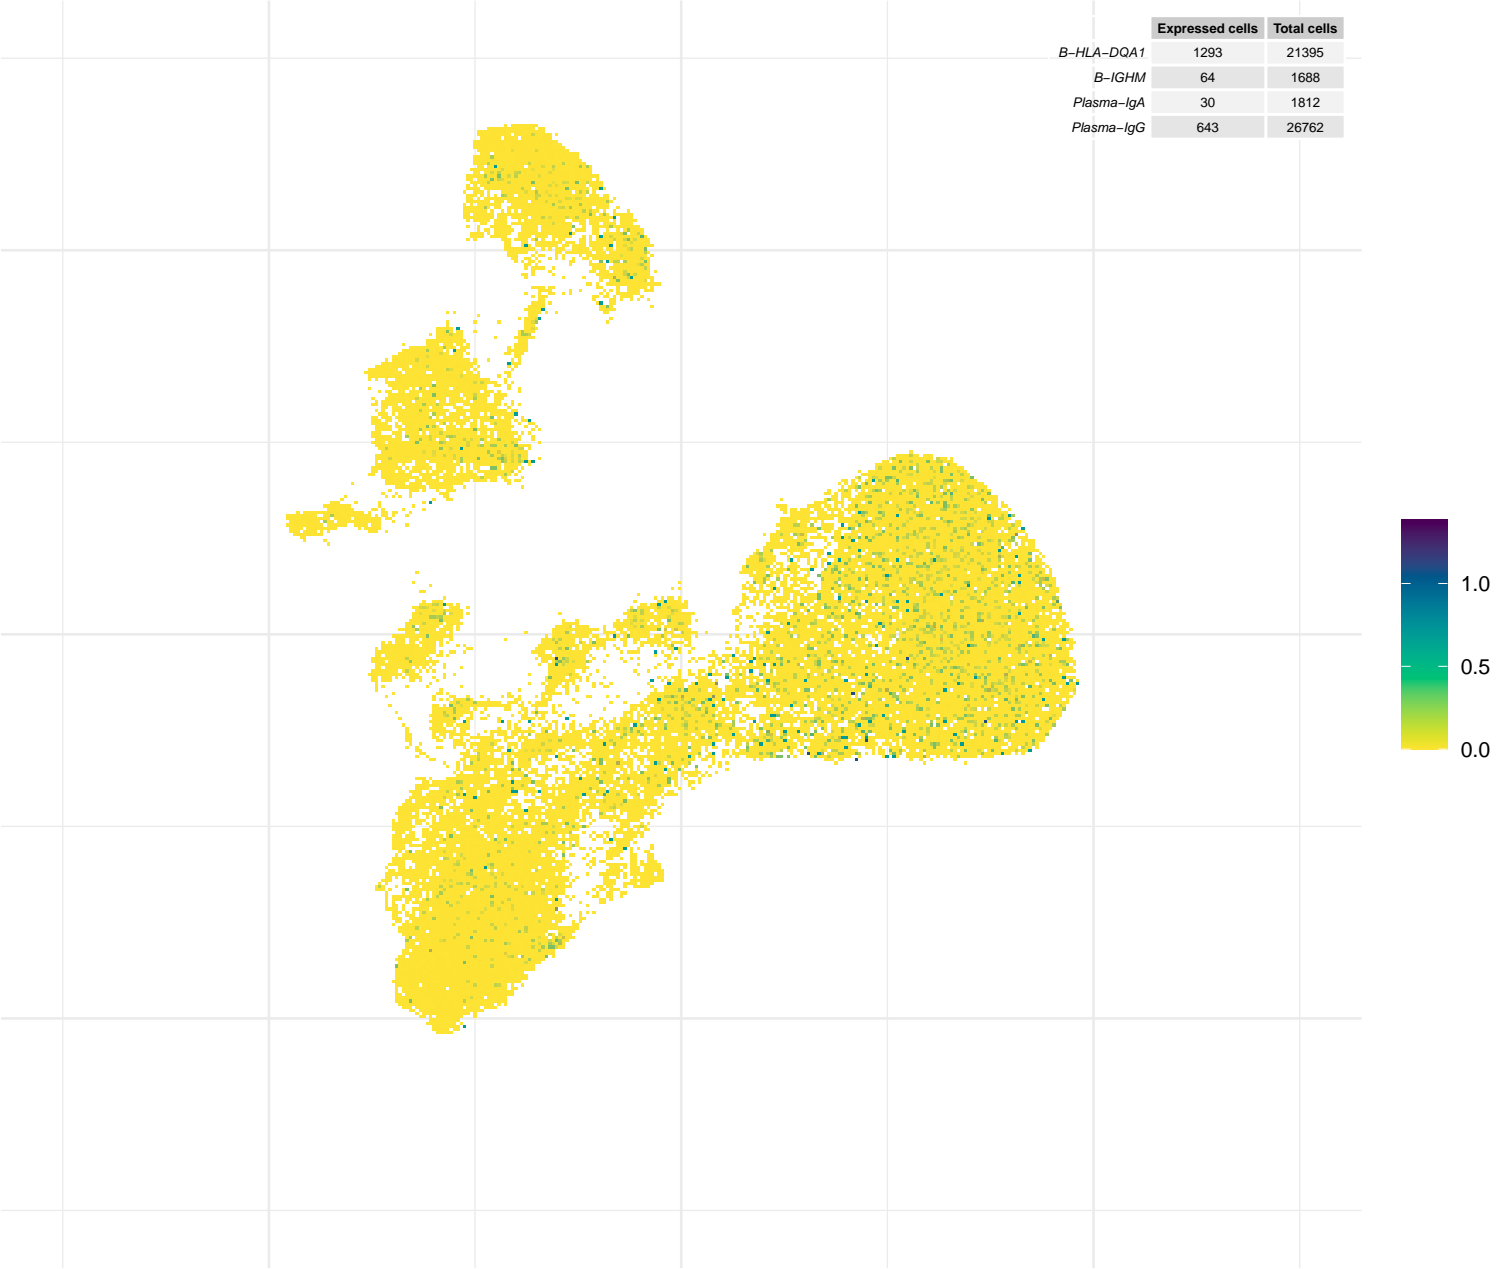 Expressed cells Total cells
B−HLA−DQA1 1293 21395
B−IGHM 64 1688
Plasma−IgA 30 1812
Plasma−IgG 643 26762
1.0
0.5
0.0